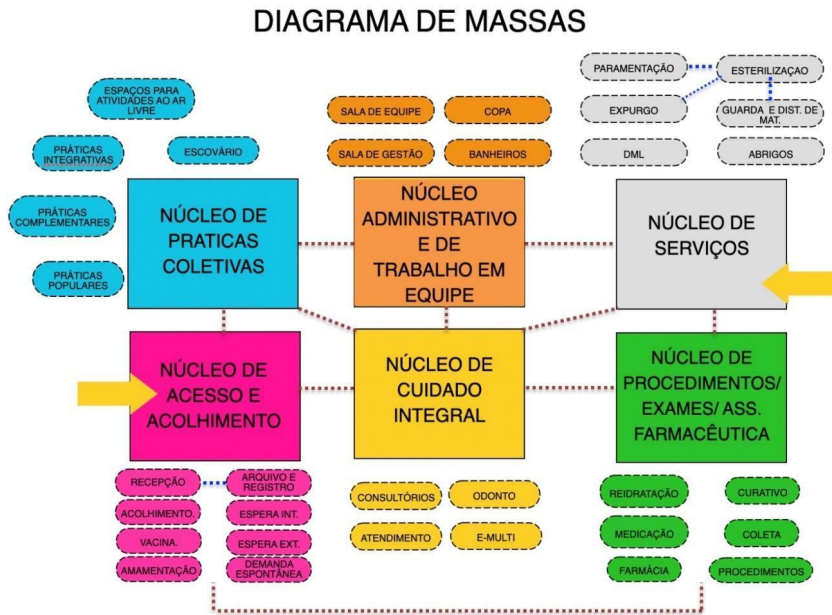 DIAGRAMA DE MASSAS
ESPAÇOS PARA
ATIVIDADES AO AR
LIVRE
PRÁTICAS
INTEGRATIVAS
ESCOVÁRIO
PRÁTICAS
COMPLEMENTARES
PRÁTICAS
POPULARES
NÚCLEO DE
PRATICAS
COLETIVAS
SALA DE EQUIPE
COPA
SALA DE GESTÃO
BANHEIROS
NÚCLEO
ADMINISTRATIVO
E DE
TRABALHO EM
EQUIPE
PARAMENTAÇÃO
ESTERILIZAÇAO
EXPURGO
GUARDA E DIST. DE
MAT.
DML
ABRIGOS
NÚCLEO DE
SERVIÇOS
NÚCLEO DE
ACESSO E
ACOLHIMENTO
NÚCLEO DE
CUIDADO
INTEGRAL
NÚCLEO DE
PROCEDIMENTOS/
EXAMES/ ASS.
FARMACÊUTICA
RECEPÇÃO
ARQUIVO E
REGISTRO
ACOLHIMENTO.
ESPERA INT.
VACINA.
ESPERA EXT.
AMAMENTAÇÃO
DEMANDA
ESPONTÂNEA
CONSULTÓRIOS
ODONTO
ATENDIMENTO
E-MULTI
REIDRATAÇÃO
CURATIVO
MEDICAÇÃO
COLETA
FARMÁCIA
PROCEDIMENTOS